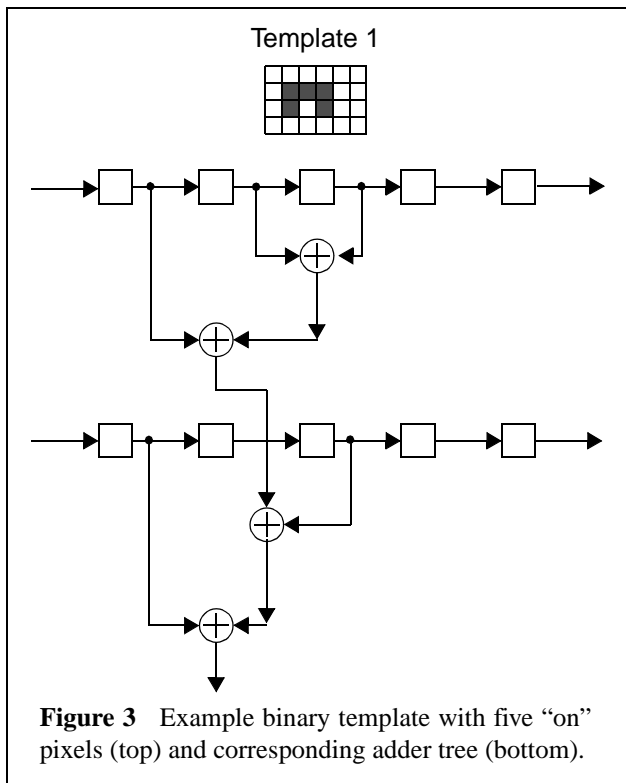 Template 1
Figure 3 Example binary template with five “on”
pixels (top) and corresponding adder tree (bottom).